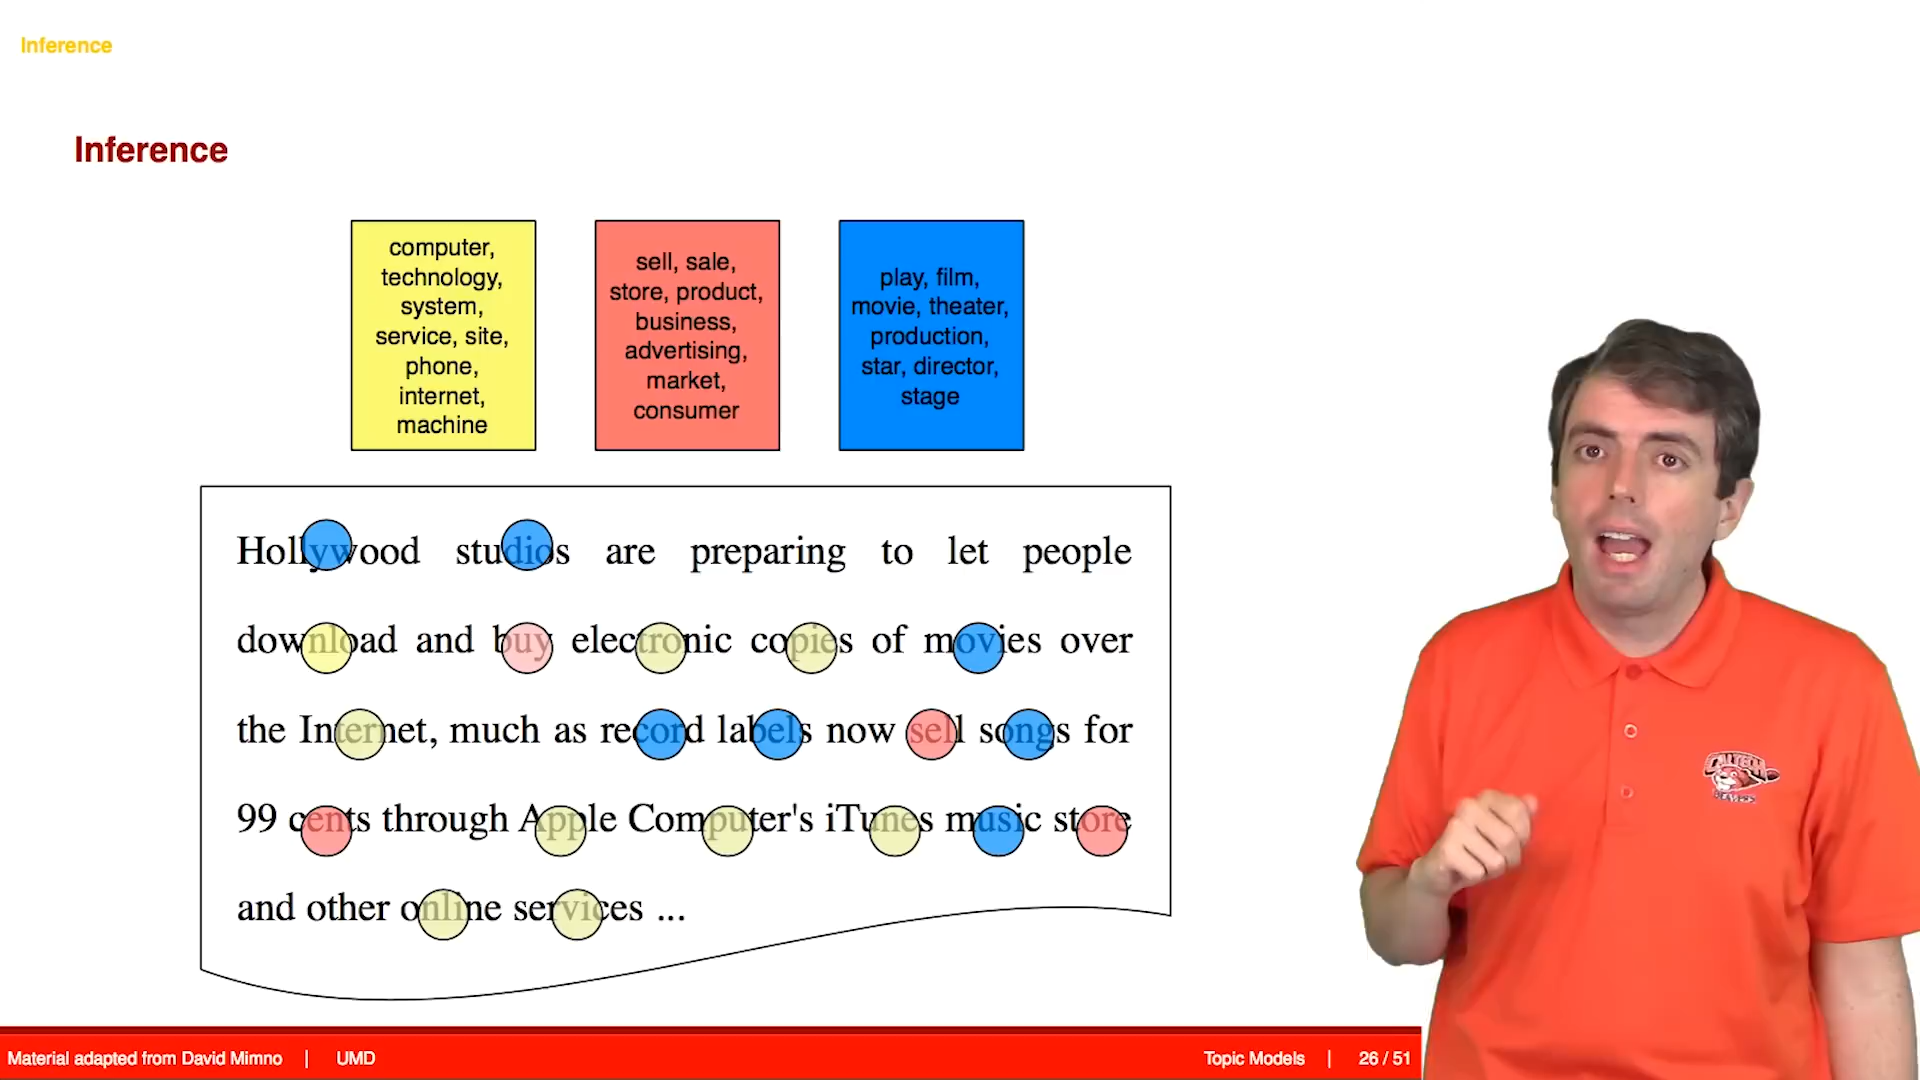 Inference
Inference
computer,
technology,
system,
service, site,
phone,
internet,
machine
sell, sale,
store, product,
business,
advertising,
market,
consumer
play, film,
movie, theater,
production,
star, director,
stage
Hollywood studios are preparing to let people
download and buy electronic copies of movies over
the Internet, much as record labels now sell songs for
99 cents through Apple Computer's iTunes music store
and other online services ...
CALTECH
BEAVERS
Material adapted from David Mimno | UMD
Topic Models | 26 / 51